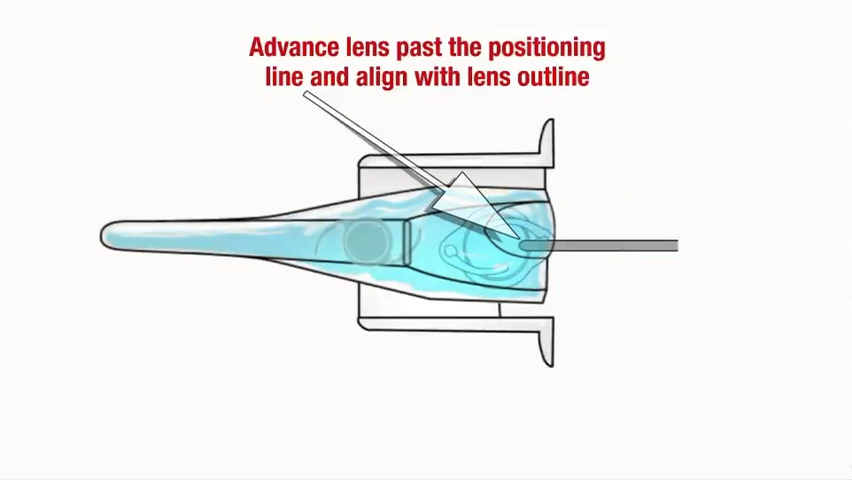 Advance lens past the positioning
line and align with lens outline